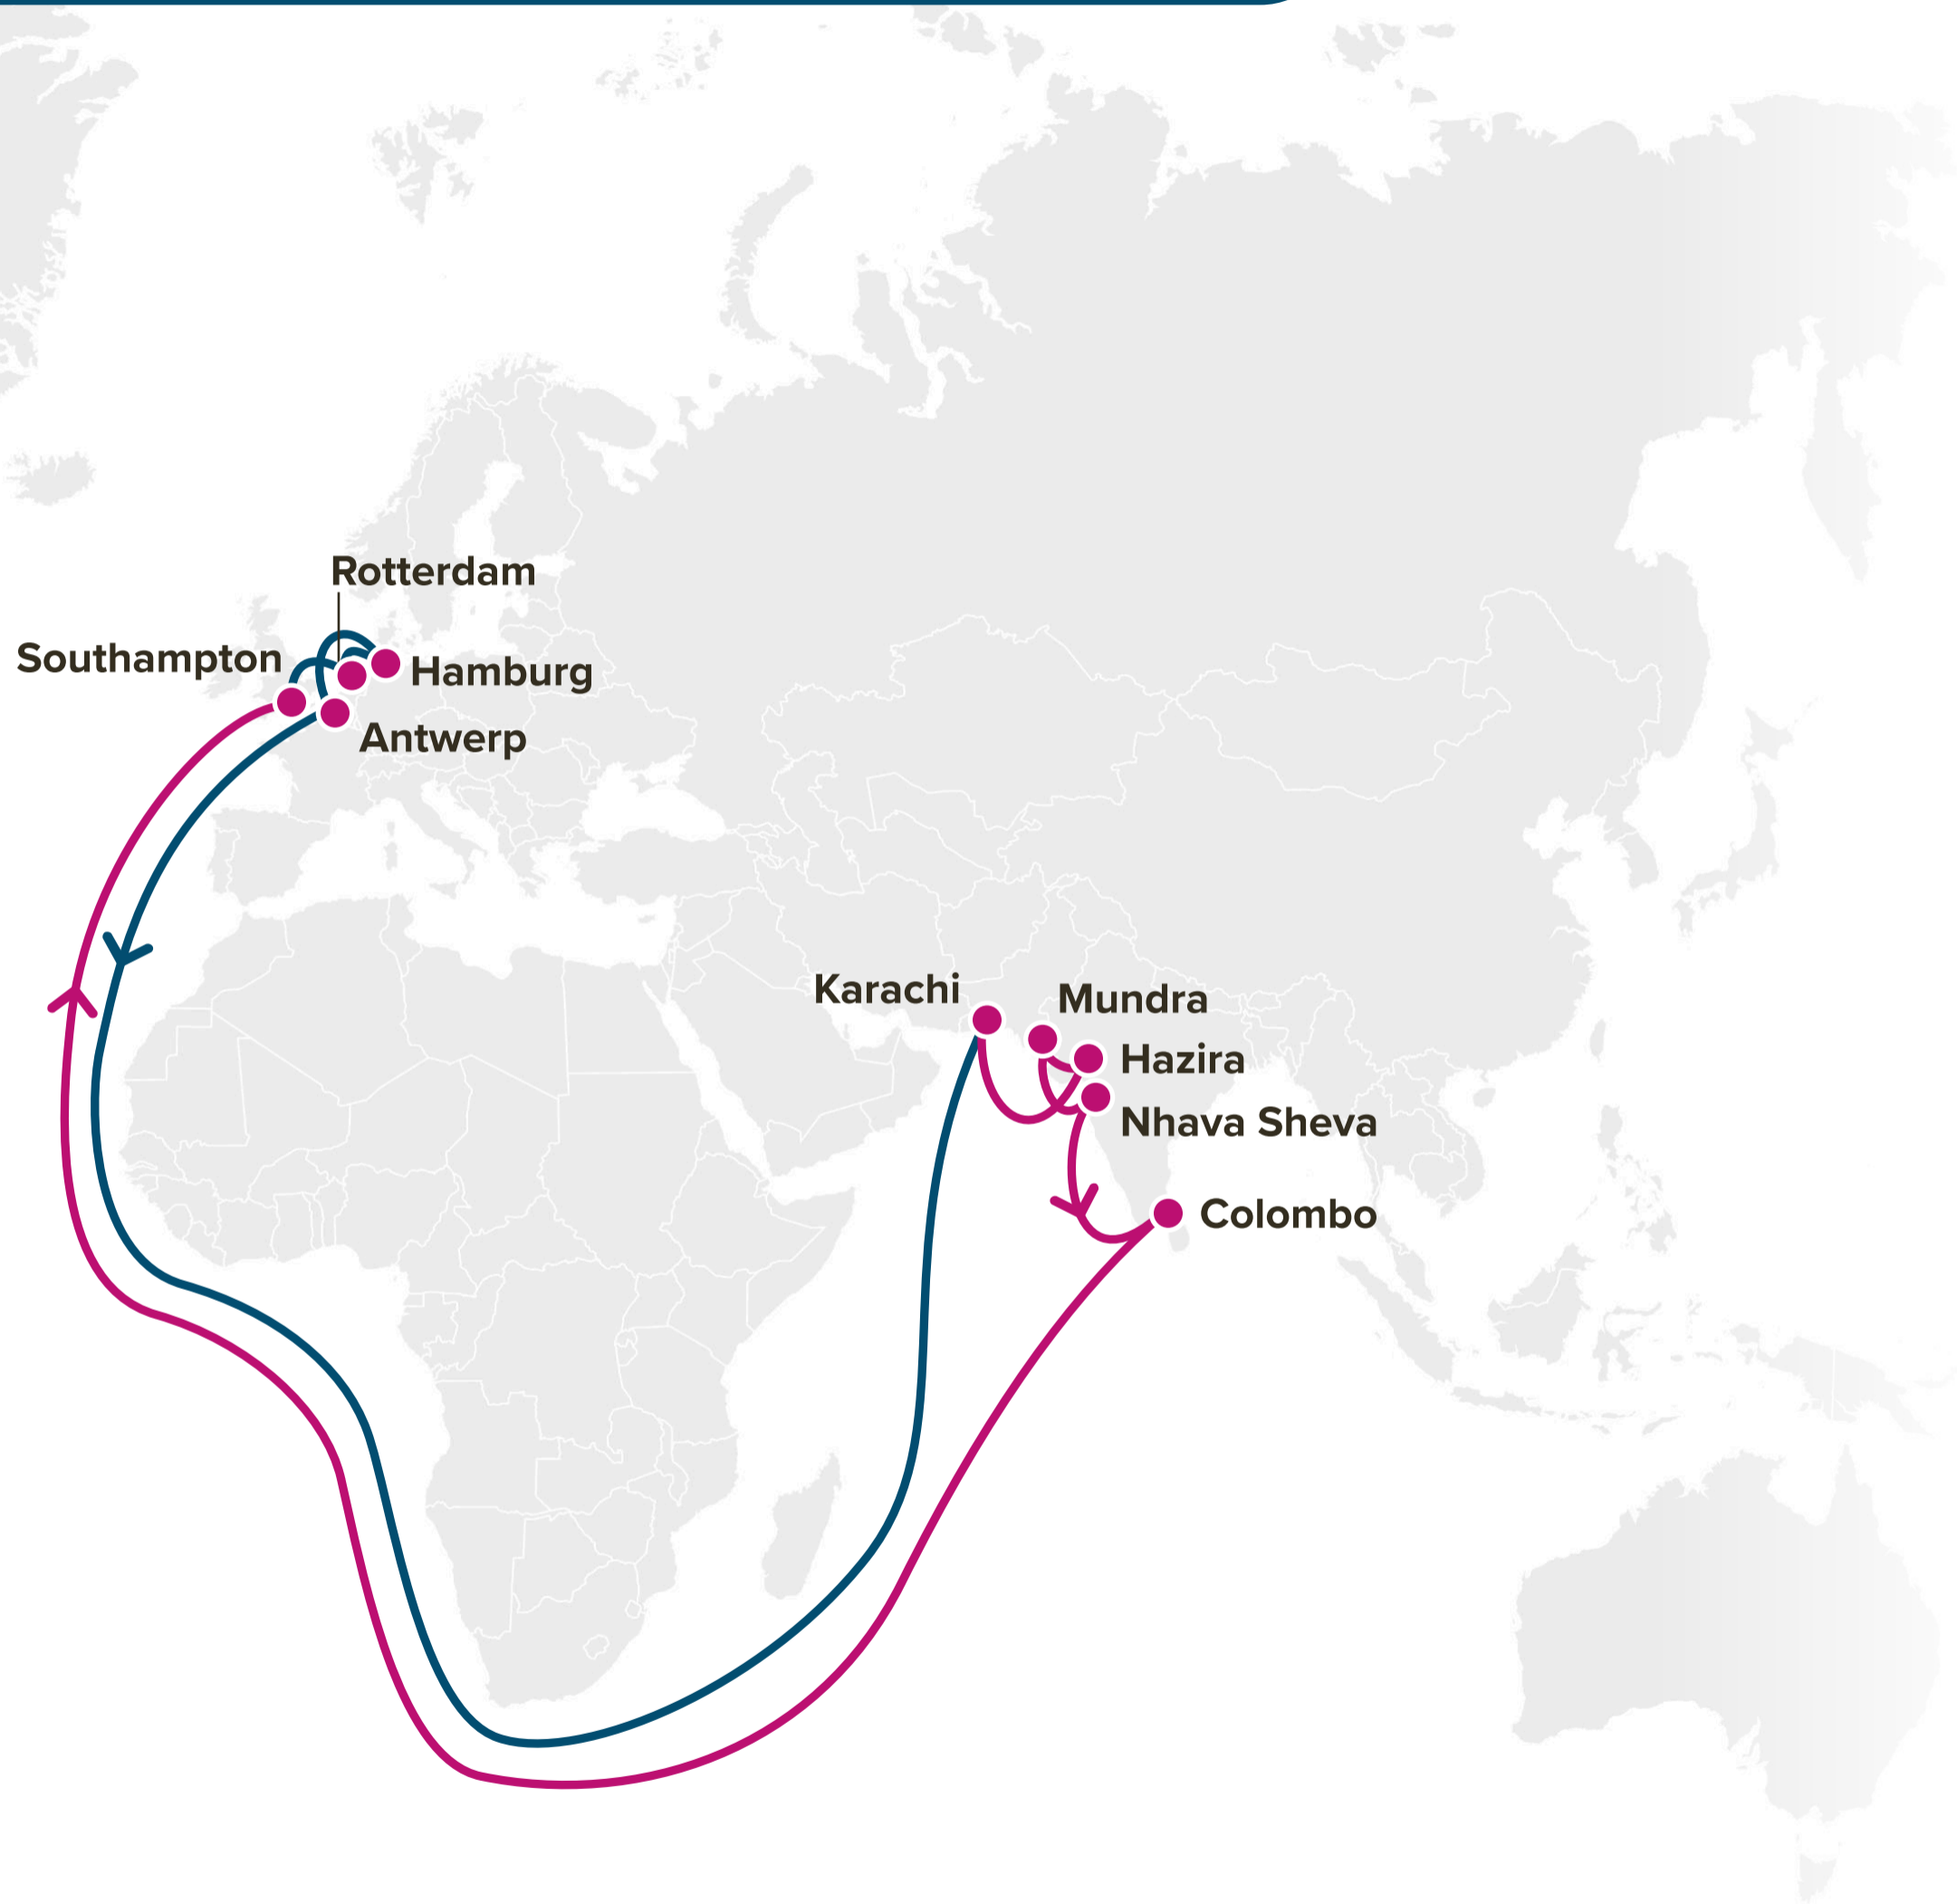 Rotterdam
Southampton
Hamburg
Antwerp
Karachi
Mundra
Hazira
Nhava Sheva
Colombo